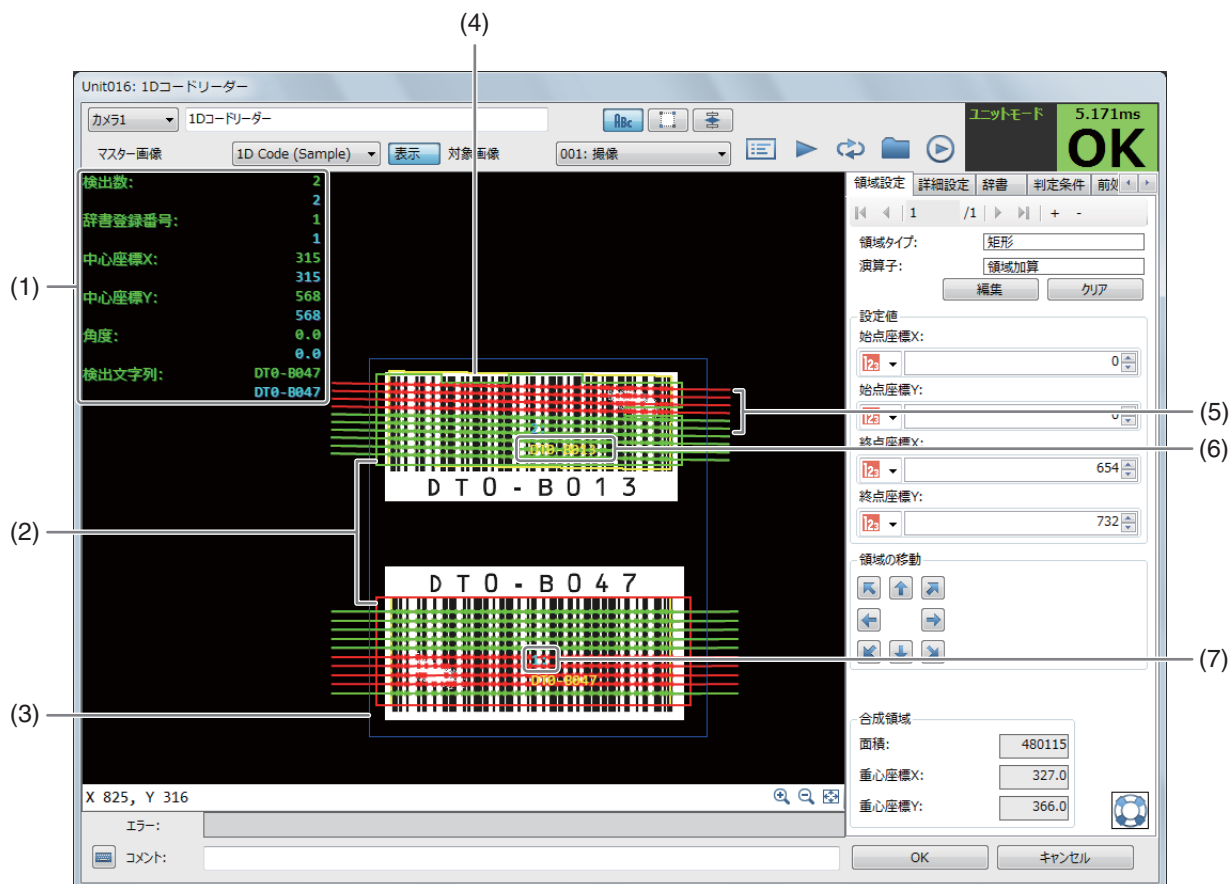 (4)
Unit016: 1Dコードリーダー
カメラ1 1Dコードリーダー ABc
ユニットモード 5.171ms
OK
マスター画像 1D Code (Sample) 表示 対象画像 001: 撮像
検出数: 2
2
辞書登録番号: 1
1
中心座標X: 315
315
中心座標Y: 568
568
角度: 0.0
0.0
検出文字列: DT0-B047
DT0-B047
(1)
(2)
(3)
DT0-B013
DT0-B013
DT0-B047
DT0-B047
領域設定 詳細設定 辞書 判定条件 前処
1 /1 + -
領域タイプ: 矩形
演算子: 領域加算
編集 クリア
設定値
始点座標X:
123 0
始点座標Y:
123 0
終点座標X:
123 654
終点座標Y:
123 732
(5)
(6)
(7)
領域の移動
合成領域
面積: 480115
重心座標X: 327.0
重心座標Y: 366.0
X 825, Y 316
エラー:
コメント:
OK キャンセル